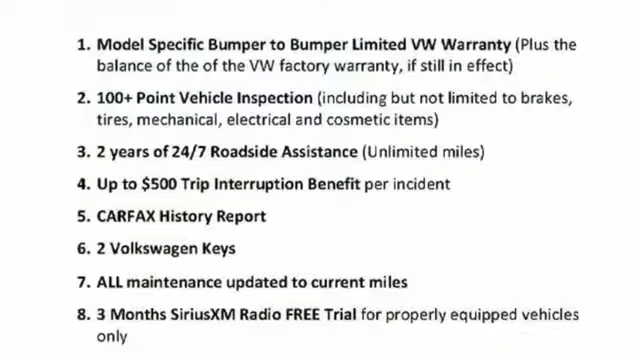 1. Model Specific Bumper to Bumper Limited VW Warranty (Plus the
balance of the of the VW factory warranty, if still in effect)
2. 100+ Point Vehicle Inspection (including but not limited to brakes,
tires, mechanical, electrical and cosmetic items)
3. 2 years of 24/7 Roadside Assistance (Unlimited miles)
4. Up to $500 Trip Interruption Benefit per incident
5. CARFAX History Report
6. 2 Volkswagen Keys
7. ALL maintenance updated to current miles
8. 3 Months SiriusXM Radio FREE Trial for properly equipped vehicles
only